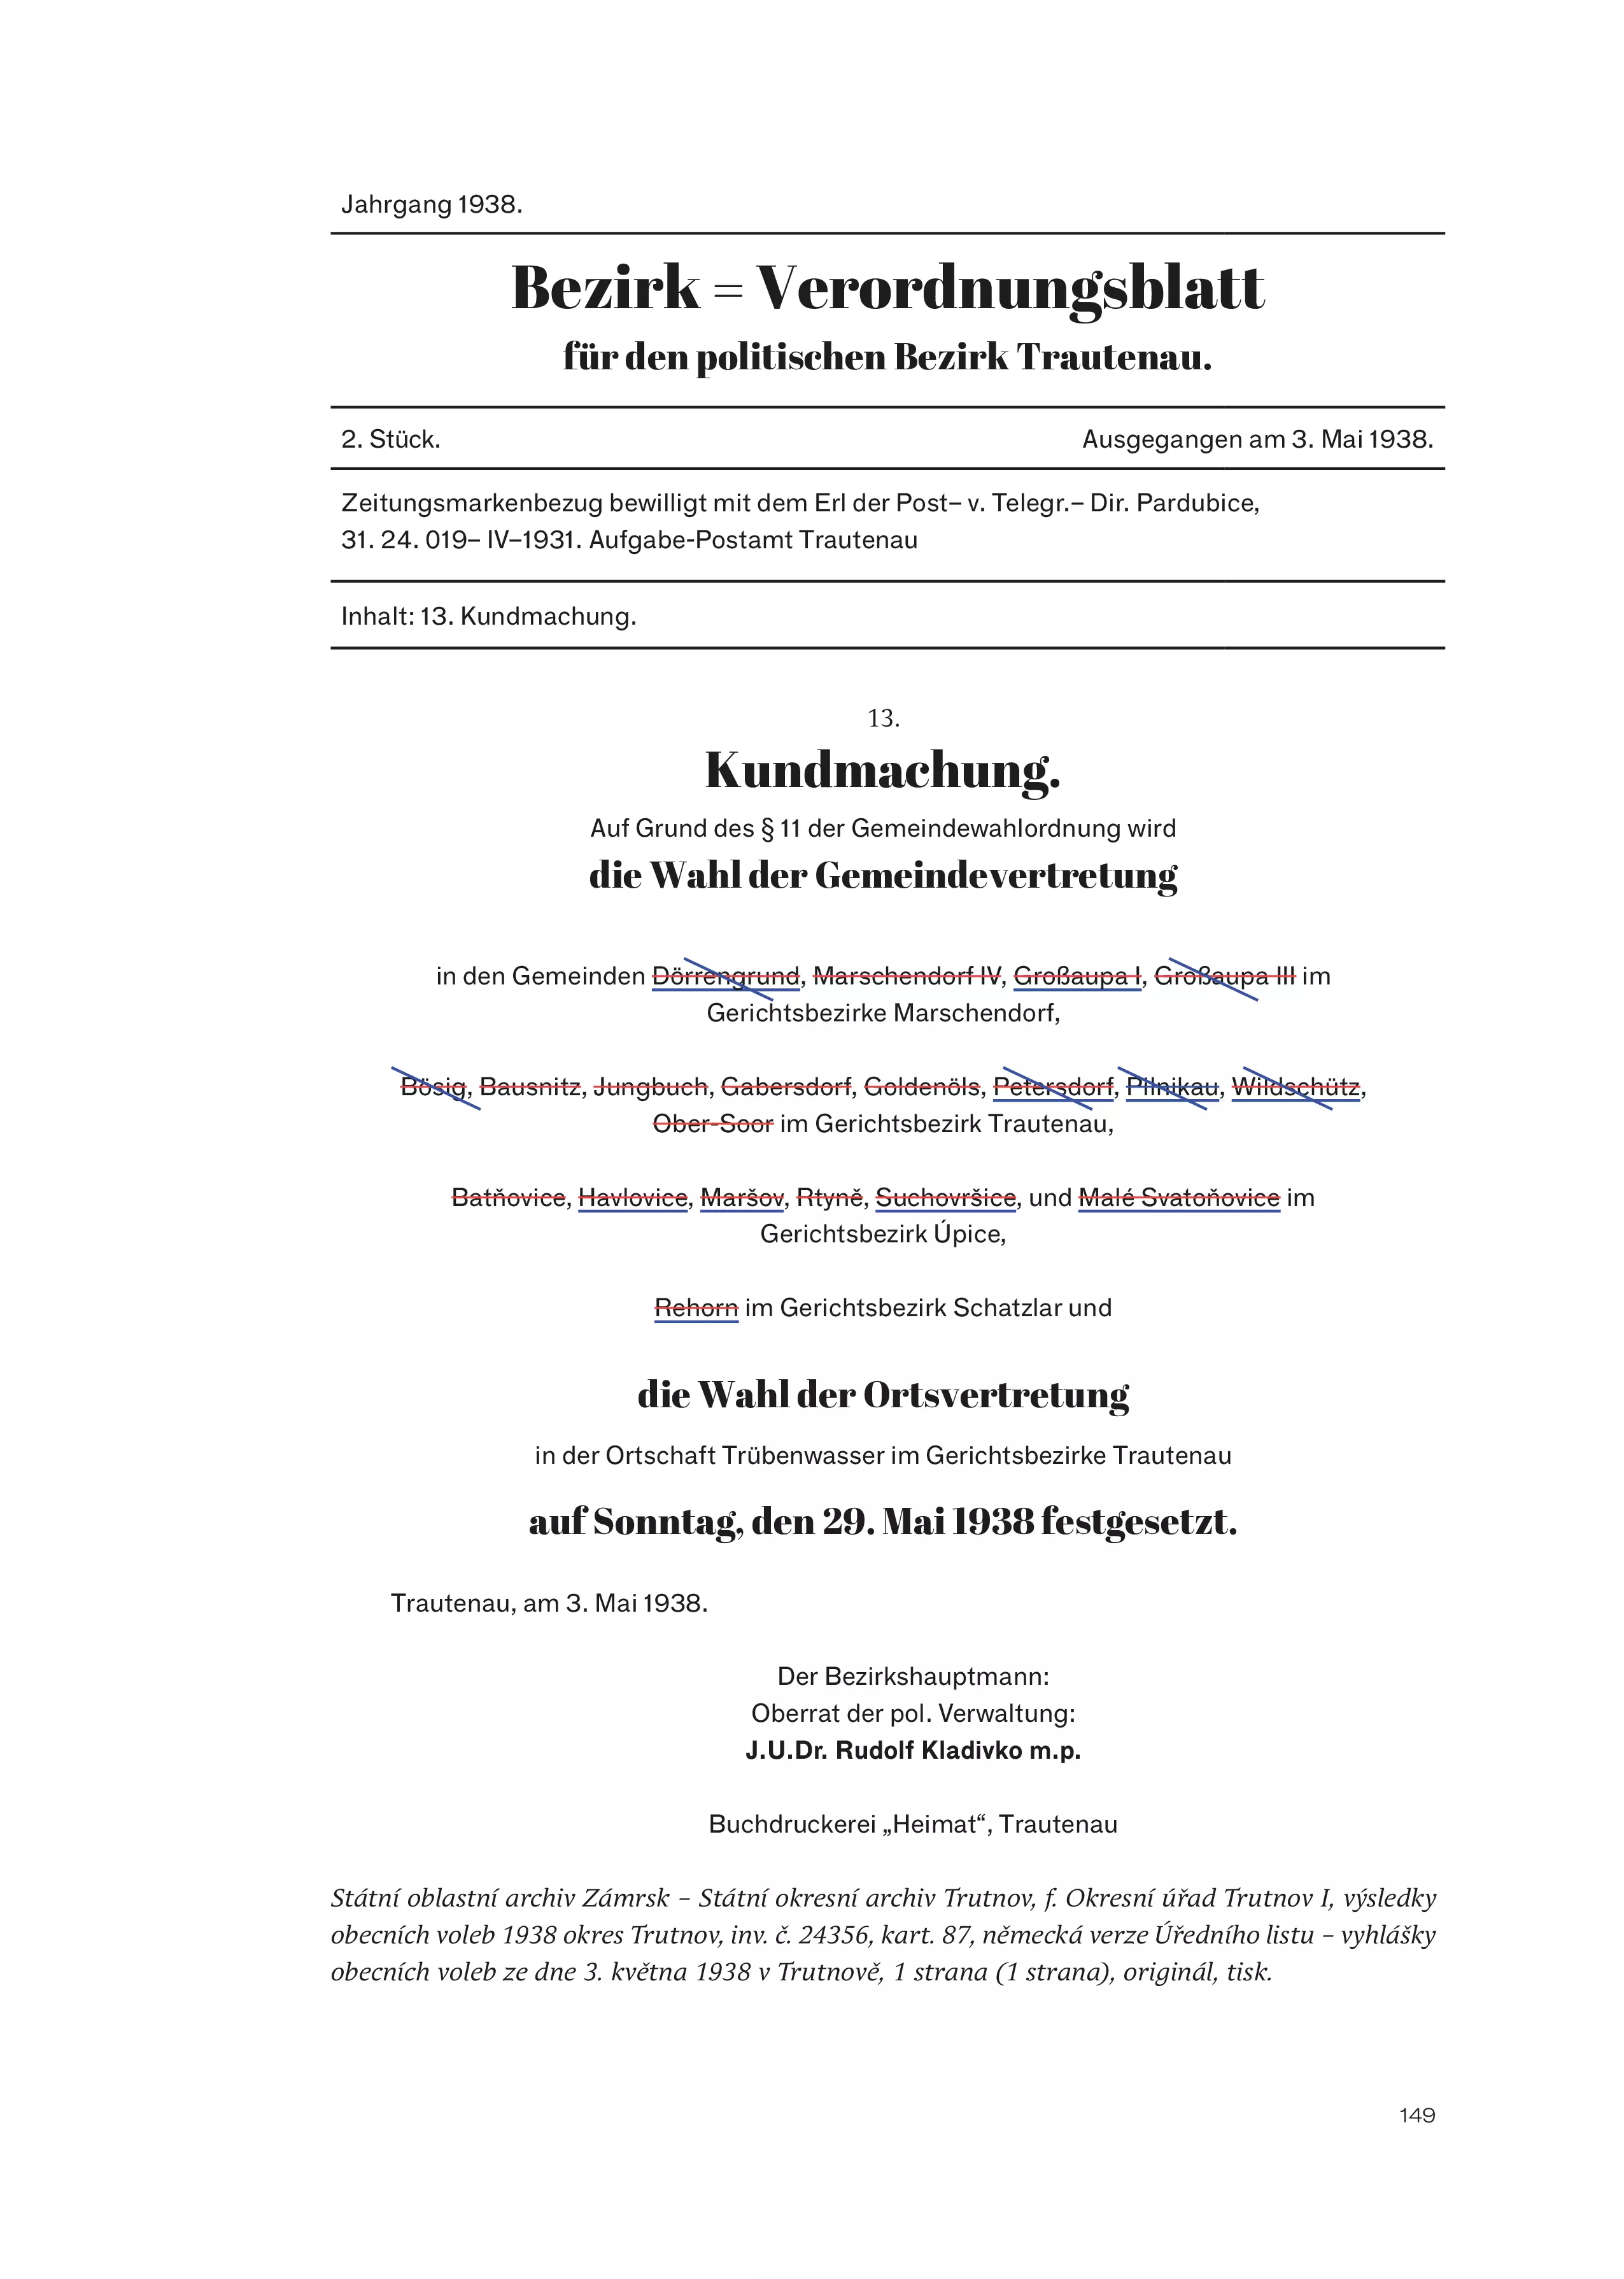 Jahrgang 1938.
Bezirk = Verordnungsblatt
für den politischen Bezirk Trautenau.
2. Stück. Ausgegangen am 3. Mai 1938.
Zeitungsmarkenbezug bewilligt mit dem Erl der Post– v. Telegr.– Dir. Pardubice,
31. 24. 019– IV–1931. Aufgabe-Postamt Trautenau
Inhalt: 13. Kundmachung.
13.
Kundmachung.
Auf Grund des § 11 der Gemeindewahlordnung wird
die Wahl der Gemeindevertretung
in den Gemeinden Dörrengrund, Marschendorf IV, Großaupa I, Großaupa III im
Gerichtsbezirke Marschendorf,
Bösig, Bausnitz, Jungbuch, Gabersdorf, Goldenöls, Petersdorf, Pilnikau, Wildschütz,
Ober-Soor im Gerichtsbezirk Trautenau,
Batňovice, Havlovice, Maršov, Rtyně, Suchovršice, und Malé Svatoňovice im
Gerichtsbezirk Úpice,
Rehorn im Gerichtsbezirk Schatzlar und
die Wahl der Ortsvertretung
in der Ortschaft Trübenwasser im Gerichtsbezirke Trautenau
auf Sonntag, den 29. Mai 1938 festgesetzt.
Trautenau, am 3. Mai 1938.
Der Bezirkshauptmann:
Oberrat der pol. Verwaltung:
J.U.Dr. Rudolf Kladivko m.p.
Buchdruckerei „Heimat“, Trautenau
Státní oblastní archiv Zámrsk – Státní okresní archiv Trutnov, f. Okresní úřad Trutnov I, výsledky
obecních voleb 1938 okres Trutnov, inv. č. 24356, kart. 87, německá verze Úředního listu – vyhlášky
obecních voleb ze dne 3. května 1938 v Trutnově, 1 strana (1 strana), originál, tisk.
149